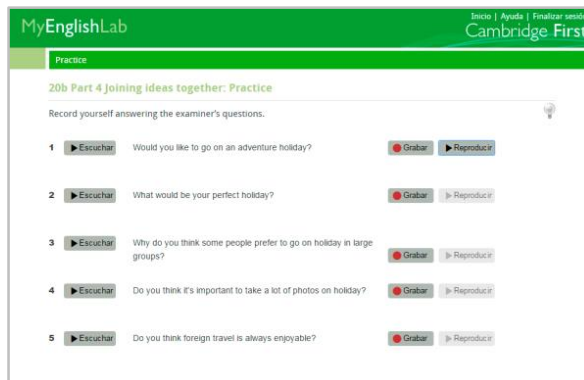 MyEnglishLab
Inicio | Ayuda | Finalizar sesión
Cambridge First
Practice
20b Part 4 Joining ideas together: Practice
Record yourself answering the examiner's questions.
1 Escuchar Would you like to go on an adventure holiday? Grabar Reproducir
2 Escuchar What would be your perfect holiday? Grabar Reproducir
3 Escuchar Why do you think some people prefer to go on holiday in large
groups? Grabar Reproducir
4 Escuchar Do you think it's important to take a lot of photos on holiday? Grabar Reproducir
5 Escuchar Do you think foreign travel is always enjoyable? Grabar Reproducir